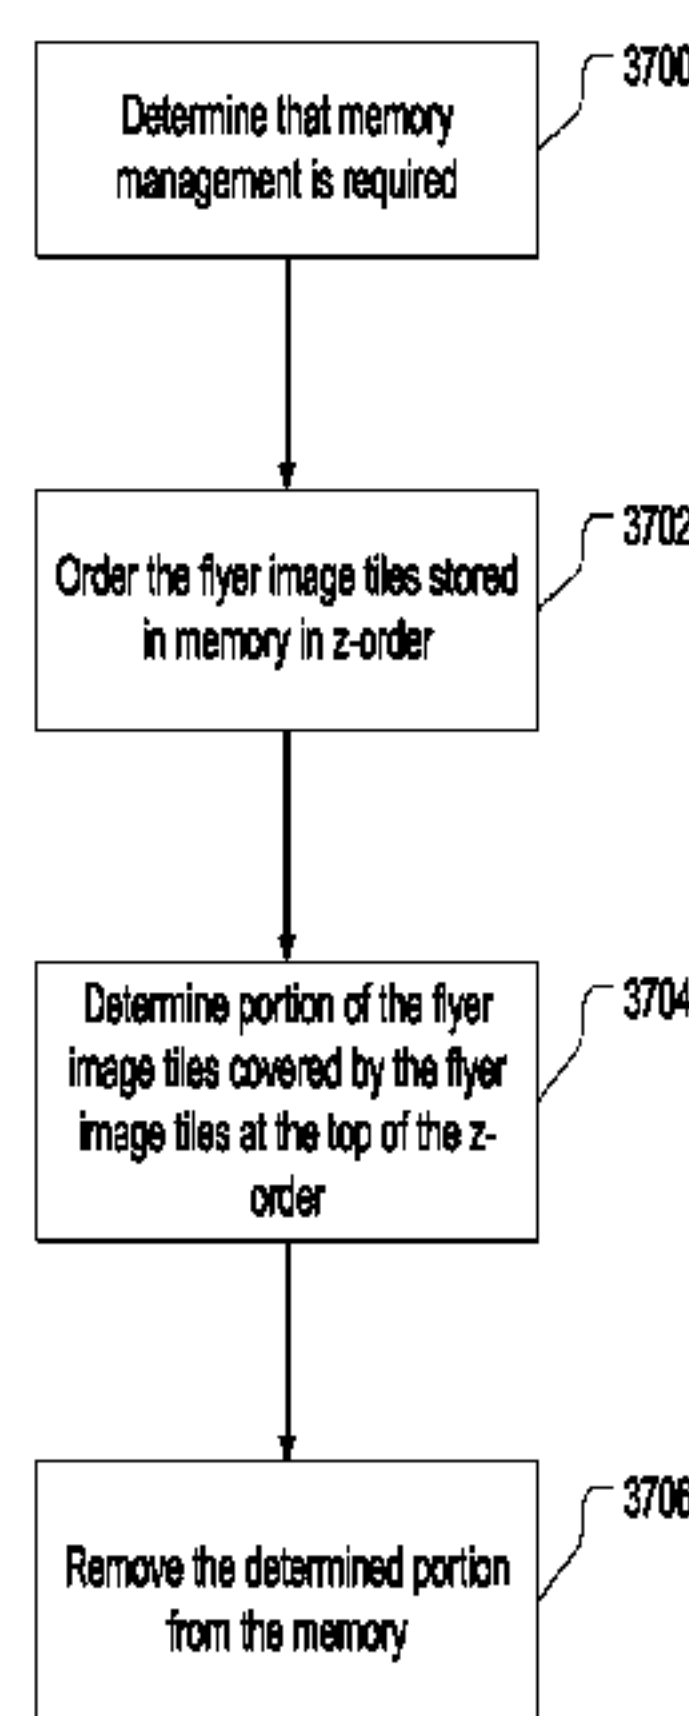 3700
Determine that memory
management is required
3702
Order the flyer image tiles stored
in memory in z-order
3704
Determine portion of the flyer
image tiles covered by the flyer
image tiles at the top of the z-
order
3706
Remove the determined portion
from the memory